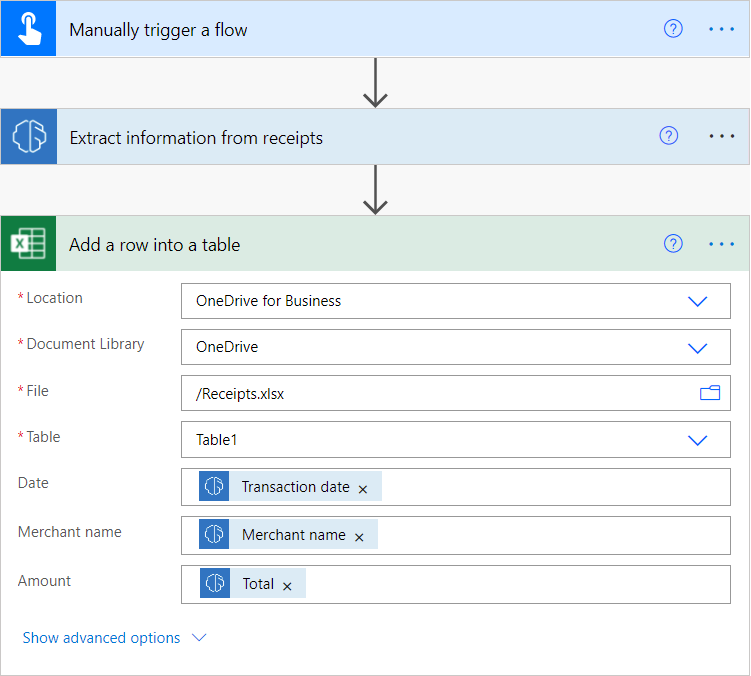 Manually trigger a flow
Extract information from receipts
Add a row into a table
* Location
OneDrive for Business
* Document Library
OneDrive
* File
/Receipts.xlsx
* Table
Table1
Date
Transaction date ×
Merchant name
Merchant name ×
Amount
Total ×
Show advanced options